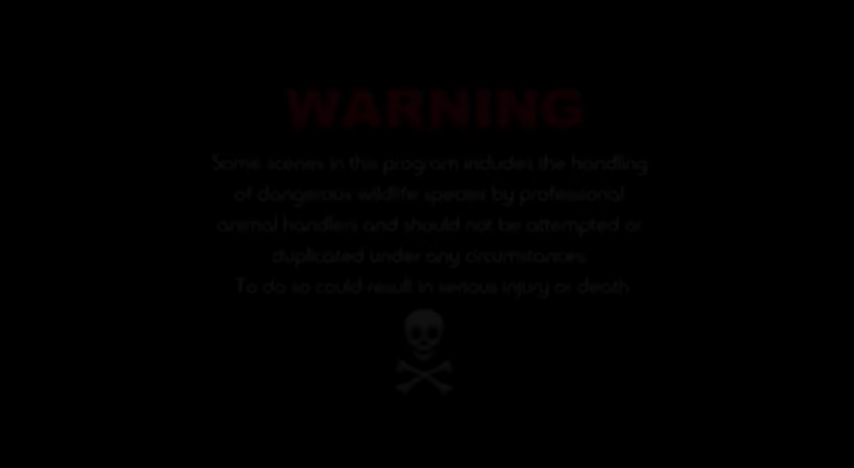 WARNING
Some scenes in this program includes the handling
of dangerous wildlife species by professional
animal handlers and should not be attempted or
duplicated under any circumstances.
To do so could result in serious injury or death